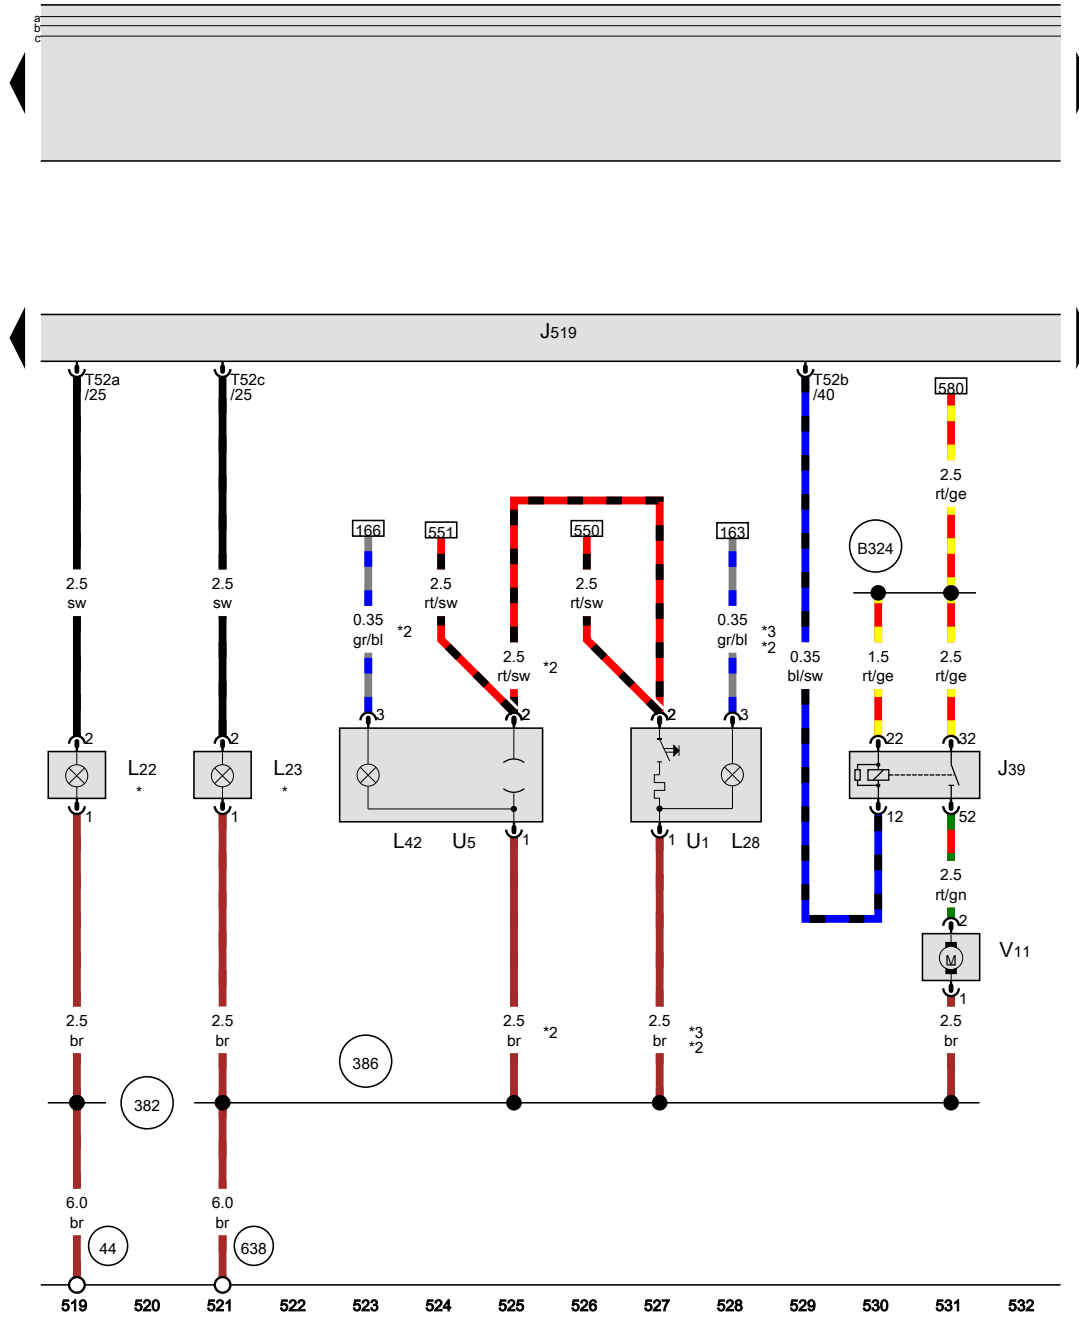 a
b
c
J519
T52a
/25
T52c
/25
T52b
/40
580
2.5
rt/ge
166
551
550
163
B324
2.5
sw
2.5
sw
2.5
rt/sw
2.5
rt/sw
0.35
gr/bl
*2
0.35
gr/bl
*3
*2
2.5
rt/sw
*2
0.35
bl/sw
1.5
rt/ge
2.5
rt/ge
3
2
2
3
2
2
22
32
L22
*
L23
*
J39
1
1
12
52
L42
U5
1
1
U1
L28
2.5
rt/gn
2
M
V11
1
2.5
br
2.5
br
2.5
br
*2
2.5
br
*3
*2
2.5
br
386
382
6.0
br
44
6.0
br
638
519
520
521
522
523
524
525
526
527
528
529
530
531
532